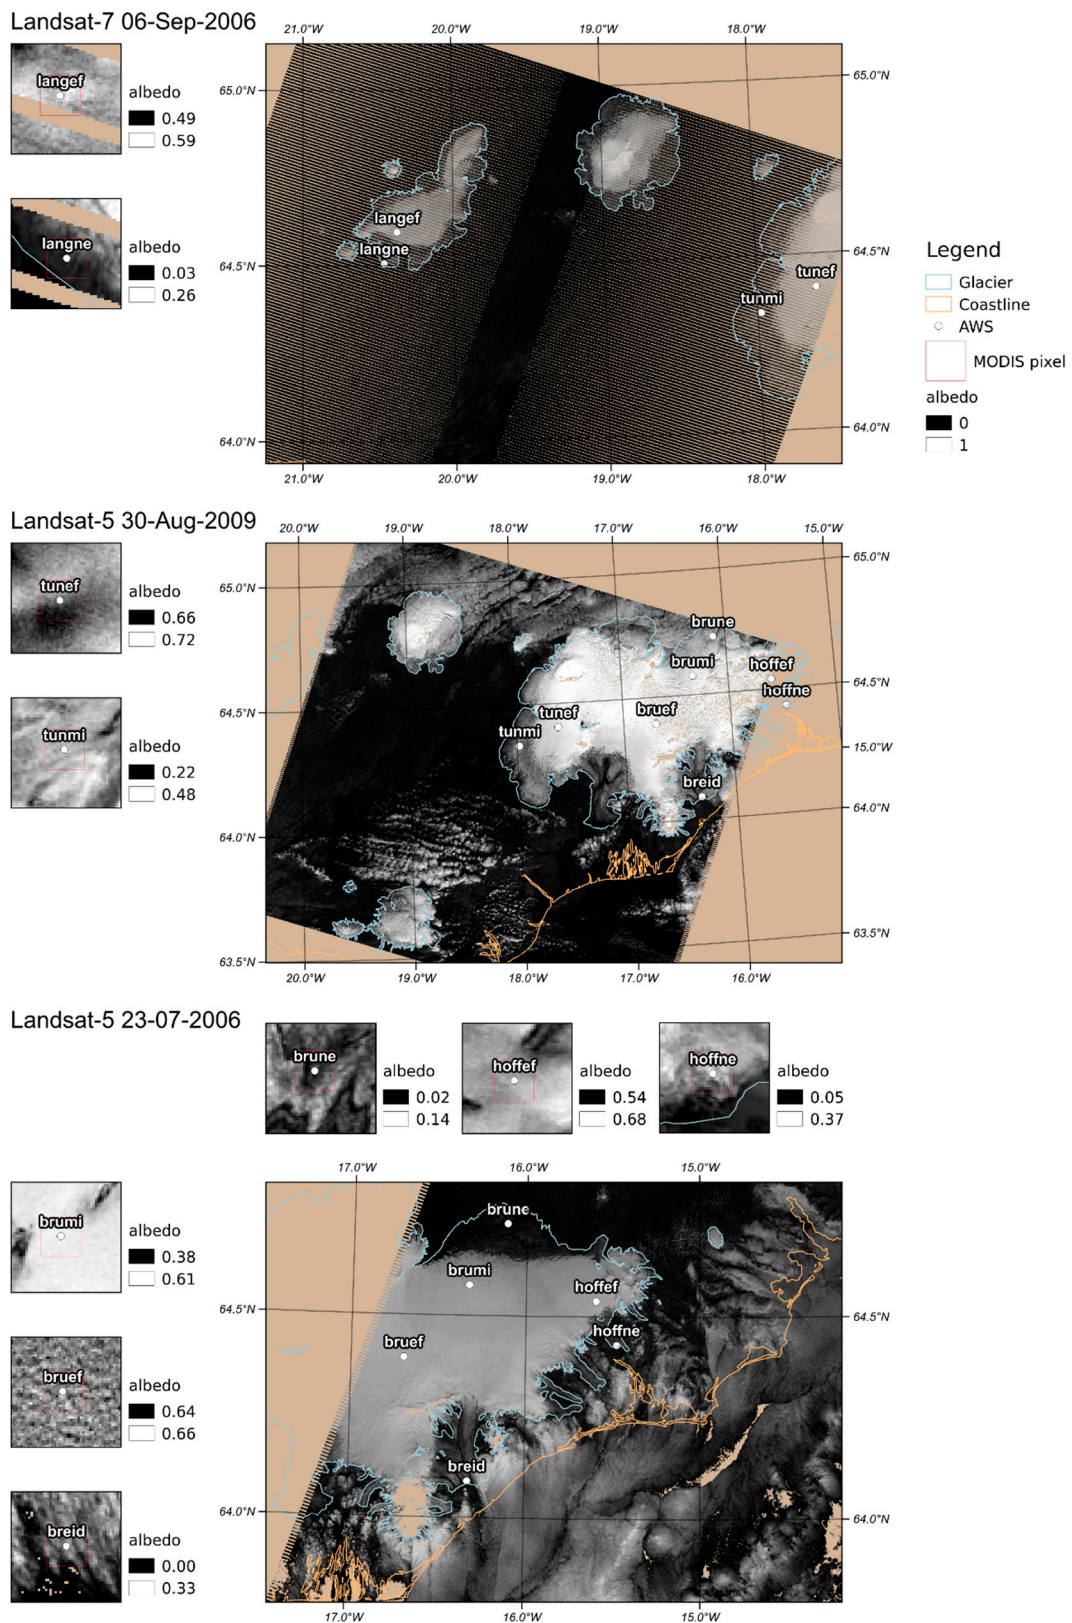 Landsat-7 06-Sep-2006
langef
albedo
0.49
0.59
langne
albedo
0.03
0.26
21.0°W 20.0°W 19.0°W 18.0°W
65.0°N 65.0°N
langef
langne
64.5°N 64.5°N
tunef
tunmi
64.0°N 64.0°N
21.0°W 20.0°W 19.0°W 18.0°W
Legend
Glacier
Coastline
AWS
MODIS pixel
albedo
0
1
Landsat-5 30-Aug-2009
tunef
albedo
0.66
0.72
tunmi
albedo
0.22
0.48
20.0°W 19.0°W 18.0°W 17.0°W 16.0°W 15.0°W
65.0°N 65.0°N
brune
brumi hoffef
64.5°N
hoffne
64.5°N tunef bruef
tunmi
15.0°W
breid
64.0°N
64.0°N
63.5°N
63.5°N
20.0°W 19.0°W 18.0°W 17.0°W 16.0°W
Landsat-5 23-07-2006
brune
albedo
0.02
0.14
hoffef
albedo
0.54
0.68
hoffne
albedo
0.05
0.37
brumi
albedo
0.38
0.61
bruef
albedo
0.64
0.66
breid
albedo
0.00
0.33
17.0°W 16.0°W 15.0°W
brune
brumi
hoffef
64.5°N 64.5°N
hoffne
bruef
breid
64.0°N 64.0°N
17.0°W 16.0°W 15.0°W